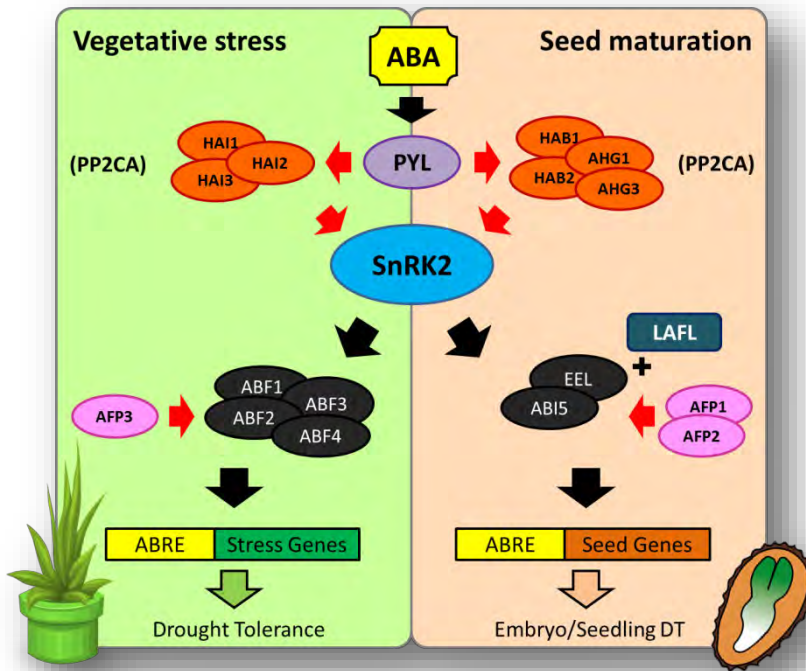 Vegetative stress
ABA
Seed maturation
(PP2CA)
HAI1
HAI2
HAI3
PYL
HAB1
AHG1
HAB2
AHG3
(PP2CA)
SnRK2
LAFL
+
ABF1
ABF3
ABF2
ABF4
AFP3
EEL
ABI5
AFP1
AFP2
ABRE Stress Genes
ABRE Seed Genes
Drought Tolerance
Embryo/Seedling DT